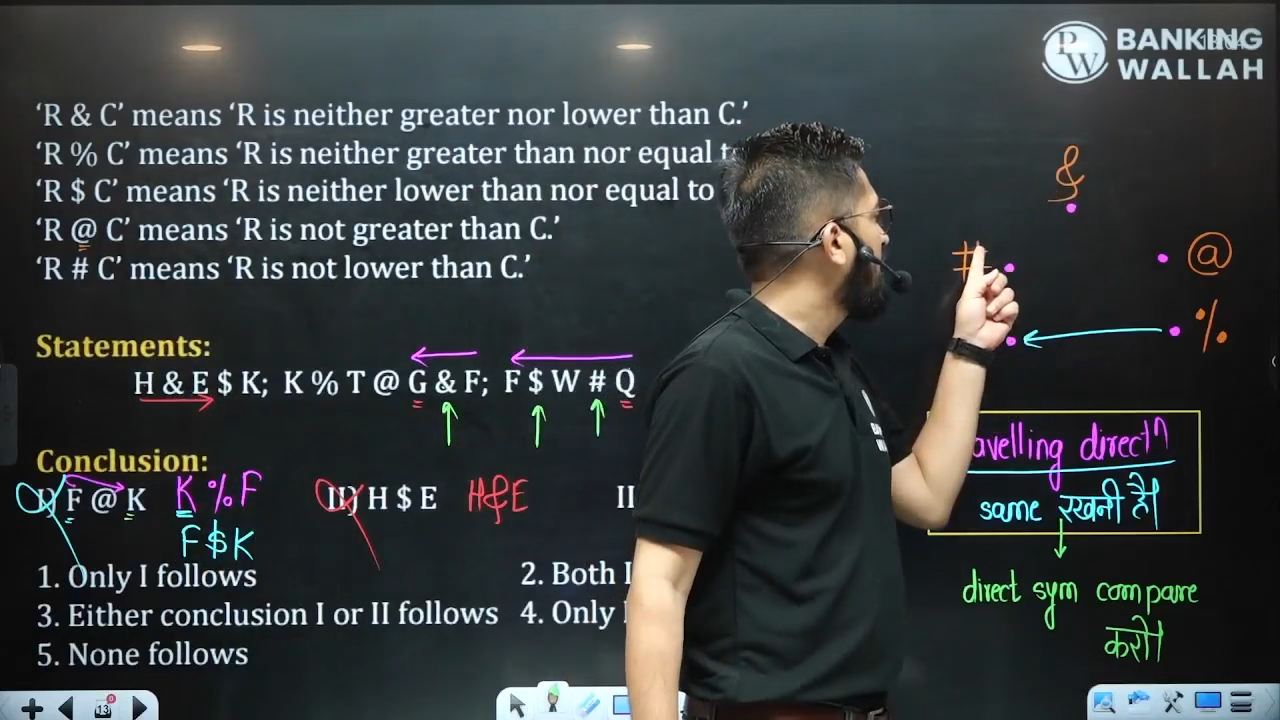 BANKING
WALLAH
PW
'R & C' means 'R is neither greater nor lower than C.'
'R % C' means 'R is neither greater than nor equal
'R $ C' means 'R is neither lower than nor equal to
'R @ C' means 'R is not greater than C.'
'R # C' means 'R is not lower than C.'
&
#
@
%
Statements:
H & E $ K; K % T @ G & F; F $ W # Q
Conclusion:
I) F @ K K % F II) H $ E H&E II
F $ K
1. Only I follows 2. Both
3. Either conclusion I or II follows 4. Only
5. None follows
directn
same रखनी है।
direct sym compare
करो।
13